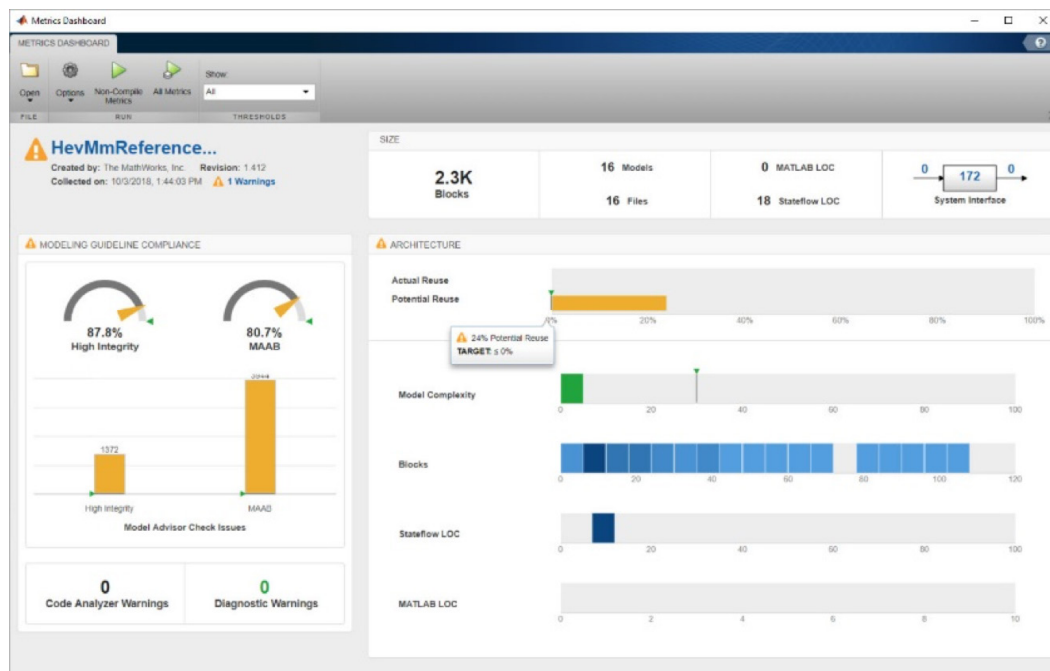 Metrics Dashboard
METRICS DASHBOARD
Open
Options
Non-Compile
Metrics
All Metrics
Show:
All
FILE
RUN
THRESHOLDS
HevMmReference...
Created by: The MathWorks, Inc. Revision: 1.412
Collected on: 10/3/2018, 1:44:03 PM 1 Warnings
SIZE
2.3K
Blocks
16 Models
16 Files
0 MATLAB LOC
18 Stateflow LOC
0 172 0
System Interface
MODELING GUIDELINE COMPLIANCE
87.8%
High Integrity
80.7%
MAAB
1372
High Integrity
MAAB
Model Advisor Check Issues
0
Code Analyzer Warnings
0
Diagnostic Warnings
ARCHITECTURE
Actual Reuse
Potential Reuse
0% 20% 40% 60% 80% 100%
24% Potential Reuse
TARGET: ≤ 0%
Model Complexity
0 20 40 60 80 100
Blocks
0 20 40 60 80 100 120
Stateflow LOC
0 20 40 60 80 100
MATLAB LOC
0 2 4 6 8 10